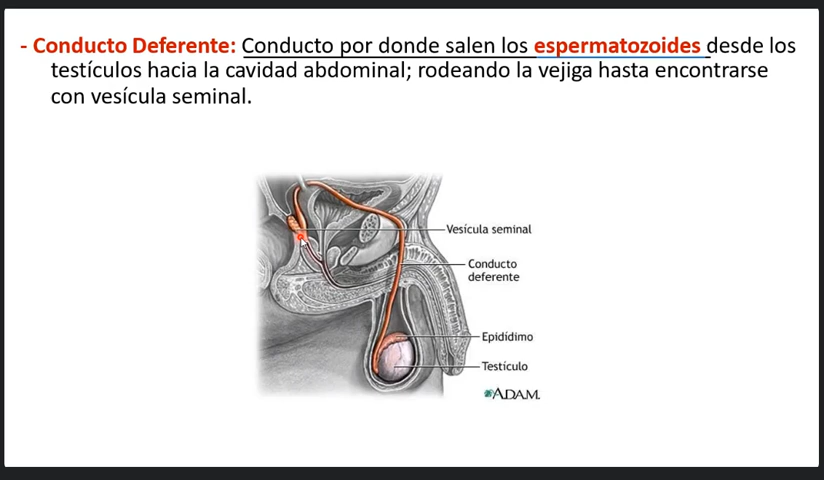 - Conducto Deferente: Conducto por donde salen los espermatozoides desde los
testículos hacia la cavidad abdominal; rodeando la vejiga hasta encontrarse
con vesícula seminal.
Vesícula seminal
Conducto
deferente
Epidídimo
Testículo
ADAM.